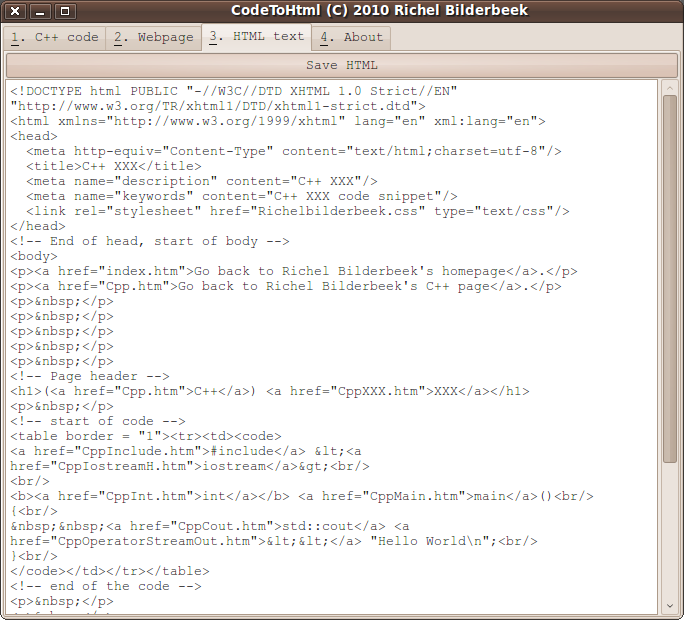 CodeToHtml (C) 2010 Richel Bilderbeek
1. C++ code 2. Webpage 3. HTML text 4. About
Save HTML
<!DOCTYPE html PUBLIC "-//W3C//DTD XHTML 1.0 Strict//EN"
"http://www.w3.org/TR/xhtml1/DTD/xhtml1-strict.dtd">
<html xmlns="http://www.w3.org/1999/xhtml" lang="en" xml:lang="en">
<head>
  <meta http-equiv="Content-Type" content="text/html;charset=utf-8"/>
  <title>C++ XXX</title>
  <meta name="description" content="C++ XXX"/>
  <meta name="keywords" content="C++ XXX code snippet"/>
  <link rel="stylesheet" href="Richelbilderbeek.css" type="text/css"/>
</head>
<!-- End of head, start of body -->
<body>
<p><a href="index.htm">Go back to Richel Bilderbeek's homepage</a>.</p>
<p><a href="Cpp.htm">Go back to Richel Bilderbeek's C++ page</a>.</p>
<p>&nbsp;</p>
<p>&nbsp;</p>
<p>&nbsp;</p>
<p>&nbsp;</p>
<p>&nbsp;</p>
<!-- Page header -->
<h1>(<a href="Cpp.htm">C++</a>) <a href="CppXXX.htm">XXX</a></h1>
<p>&nbsp;</p>
<!-- start of code -->
<table border = "1"><tr><td><code>
<a href="CppInclude.htm">#include</a> &lt;<a
href="CppIostreamH.htm">iostream</a>&gt;<br/>
<br/>
<b><a href="CppInt.htm">int</a></b> <a href="CppMain.htm">main</a>()<br/>
{<br/>
&nbsp;&nbsp;<a href="CppCout.htm">std::cout</a> <a
href="CppOperatorStreamOut.htm">&lt;&lt;</a> "Hello World\n";<br/>
}<br/>
</code></td></tr></table>
<!-- end of the code -->
<p>&nbsp;</p>